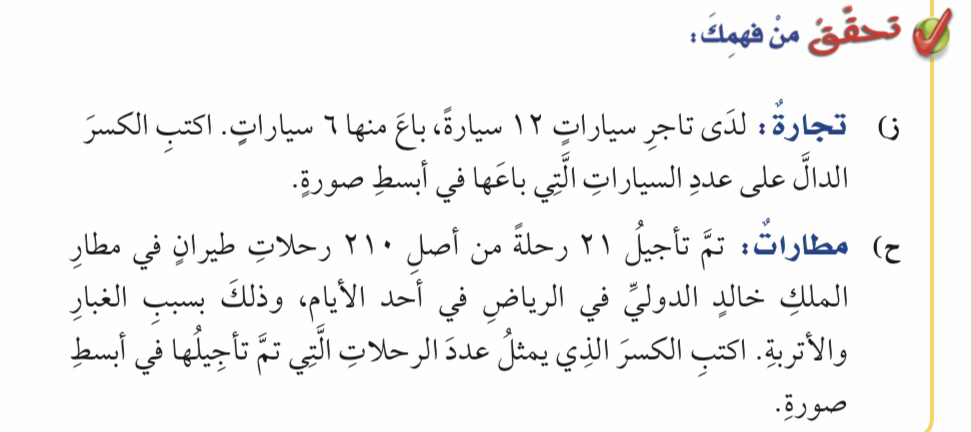 تحقّقْ منْ فهمِكَ:
ز) تجارةٌ: لدَى تاجرِ سياراتٍ ١٢ سيارةً، باعَ منها ٦ سياراتٍ. اكتبِ الكسرَ
الدالَّ على عددِ السياراتِ الَّتِي باعَها في أبسطِ صورةٍ.
ح) مطاراتٌ: تمَّ تأجيلُ ٢١ رحلةً من أصلِ ٢١٠ رحلاتِ طيرانٍ في مطارِ
الملكِ خالدٍ الدوليِّ في الرياضِ في أحد الأيام، وذلكَ بسببِ الغبارِ
والأتربةِ. اكتبِ الكسرَ الذِي يمثلُ عددَ الرحلاتِ الَّتِي تمَّ تأجِيلُها في أبسطِ
صورةِ.